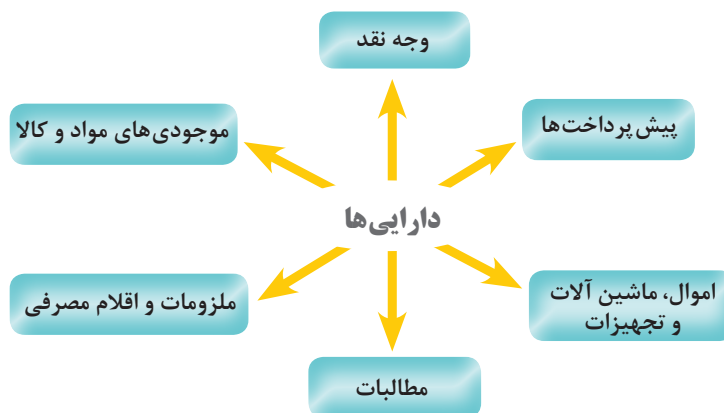 وجه نقد
پیش‌پرداخت‌ها
موجودی‌های مواد و کالا
دارایی‌ها
اموال، ماشین آلات
و تجهیزات
ملزومات و اقلام مصرفی
مطالبات